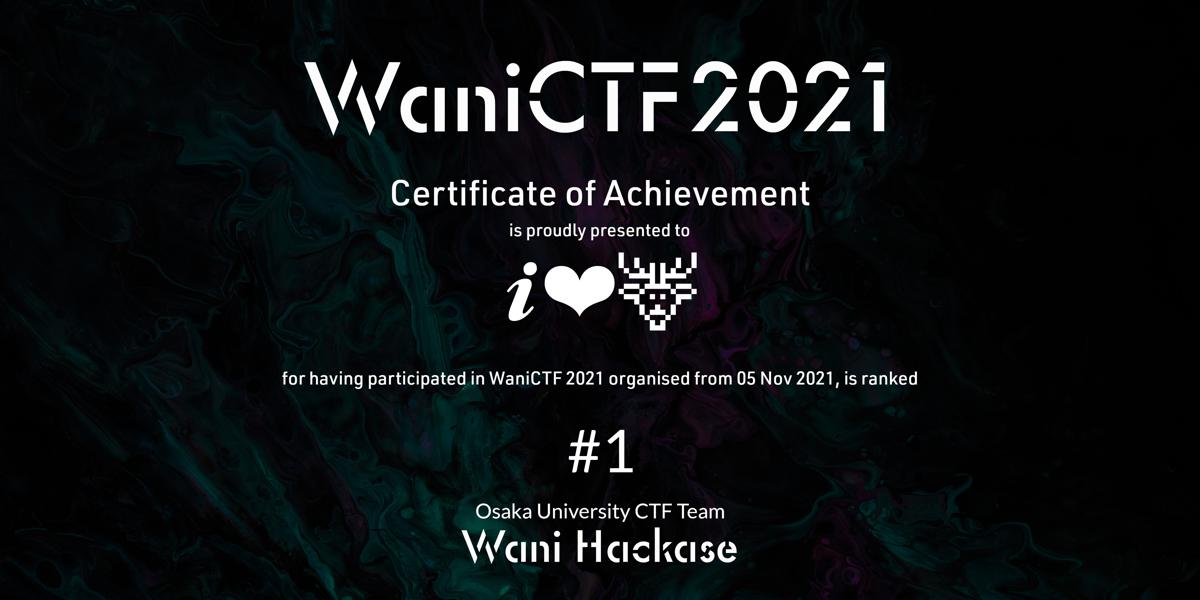 WaniCTF2021
Certificate of Achievement
is proudly presented to
i❤
for having participated in WaniCTF 2021 organised from 05 Nov 2021, is ranked
#1
Osaka University CTF Team
Wani Hackase